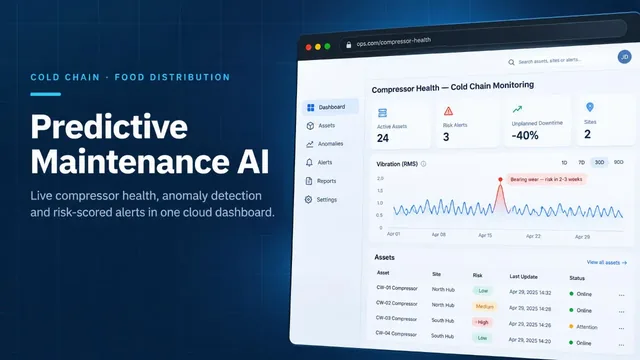 COLD CHAIN · FOOD DISTRIBUTION
Predictive
Maintenance AI
Live compressor health, anomaly detection
and risk-scored alerts in one cloud dashboard.
ops.com/compressor-health
Search assets, sites or alerts...
JD
Dashboard
Assets
Anomalies
Alerts
Reports
Settings
Compressor Health — Cold Chain Monitoring
Active Assets
24
Risk Alerts
3
Unplanned Downtime
-40%
Sites
2
Vibration (RMS)
1D 7D 30D 90D
Bearing wear — risk in 2-3 weeks
2.0
1.0
0.5
0
Apr 01 Apr 08 Apr 15 Apr 22 Apr 29
Assets
View all assets →
Asset Site Risk Last Update Status
CW-01 Compressor North Hub Low Apr 29, 2025 14:32 Online
CW-02 Compressor North Hub Medium Apr 29, 2025 14:28 Online
CW-03 Compressor South Hub High Apr 29, 2025 14:26 Attention
CW-04 Compressor South Hub Low Apr 29, 2025 14:20 Online